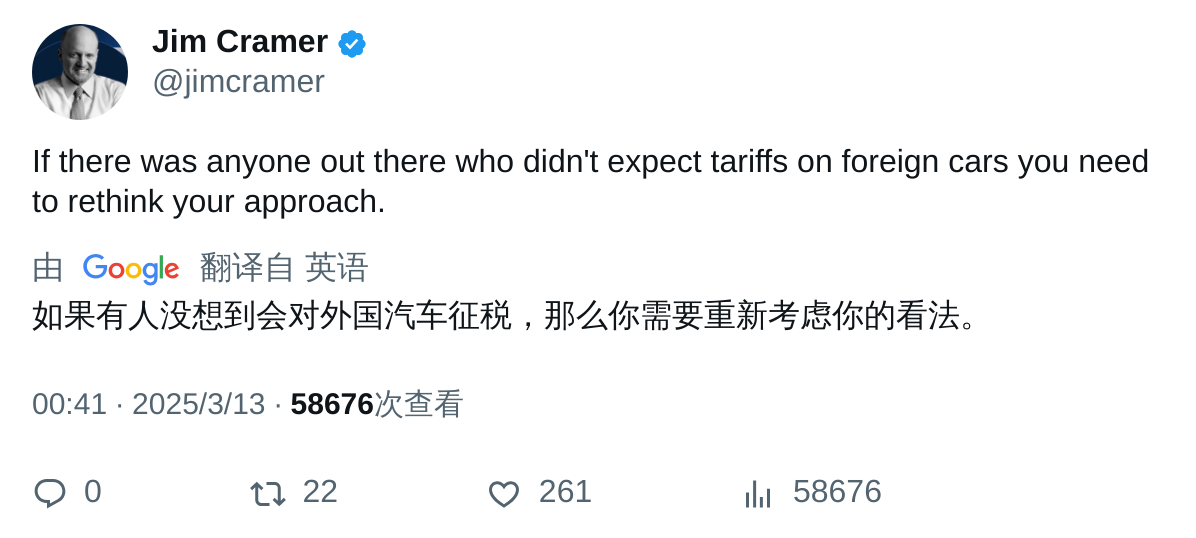 Jim Cramer
@jimcramer
If there was anyone out there who didn't expect tariffs on foreign cars you need
to rethink your approach.
由 Google 翻译自 英语
如果有人没想到会对外国汽车征税，那么你需要重新考虑你的看法。
00:41 · 2025/3/13 · 58676次查看
0 22 261 58676